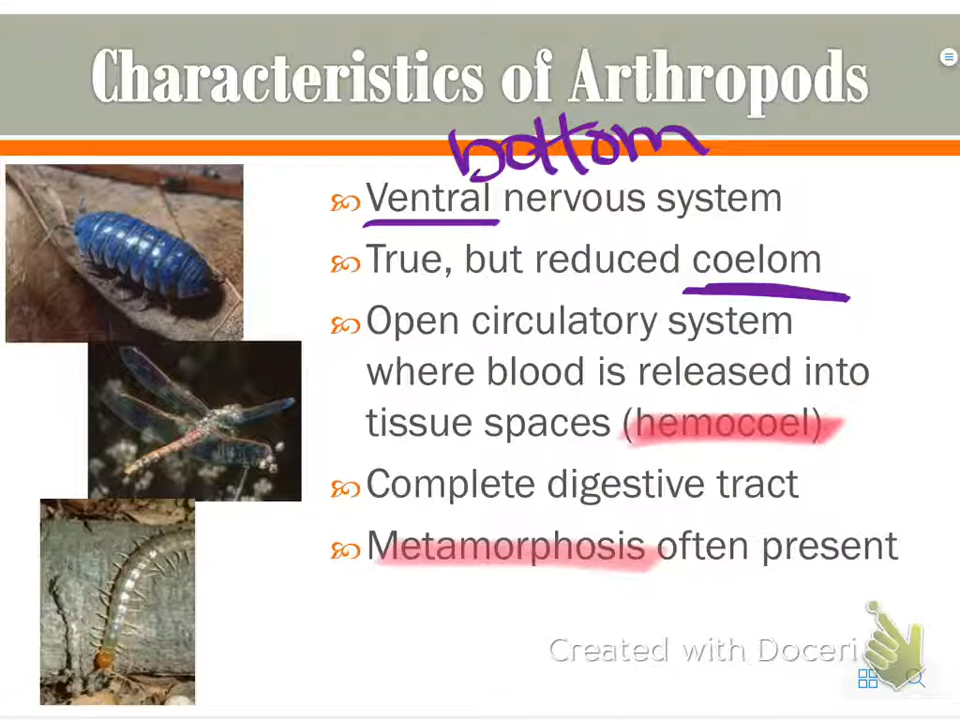 Characteristics of Arthropods
bottom
Ventral nervous system
True, but reduced coelom
Open circulatory system
where blood is released into
tissue spaces (hemocoel)
Complete digestive tract
Metamorphosis often present
Created with Doceri